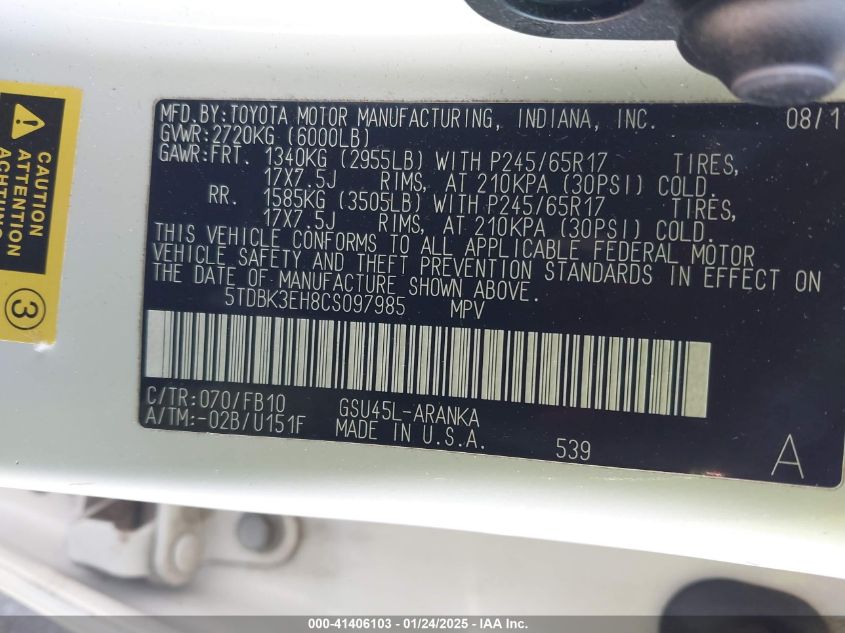 CAUTION
ACHTUNG
3
MFD.BY:TOYOTA MOTOR MANUFACTURING, INDIANA, INC. 08/1
GVWR:2720KG (6000LB)
GAWR:FRT. 1340KG (2955LB) WITH P245/65R17 TIRES,
17X7.5J RIMS, AT 210KPA (30PSI) COLD.
RR. 1585KG (3505LB) WITH P245/65R17 TIRES,
17X7.5J RIMS, AT 210KPA (30PSI) COLD.
THIS VEHICLE CONFORMS TO ALL APPLICABLE FEDERAL MOTOR
VEHICLE SAFETY AND THEFT PREVENTION STANDARDS IN EFFECT ON
THE DATE OF MANUFACTURE SHOWN ABOVE.
5TDBK3EH8CS097985 MPV
C/TR:070/FB10 GSU45L-ARANKA
A/TM:-02B/U151F MADE IN U.S.A. 539 A
000-41406103 - 01/24/2025 - IAA Inc.